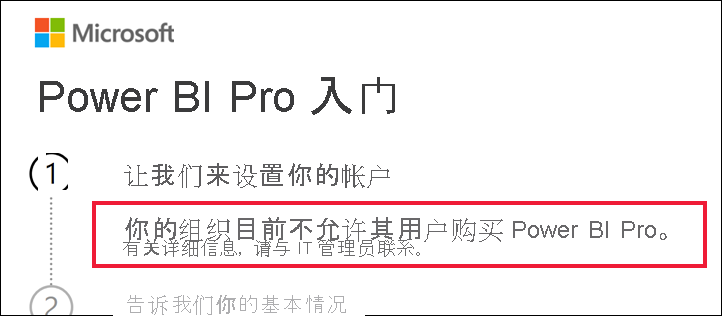 Microsoft
Power BI Pro 入门
1
让我们来设置你的帐户
你的组织目前不允许其用户购买 Power BI Pro。
有关详细信息, 请与 IT 管理员联系。
2
告诉我们你的基本情况